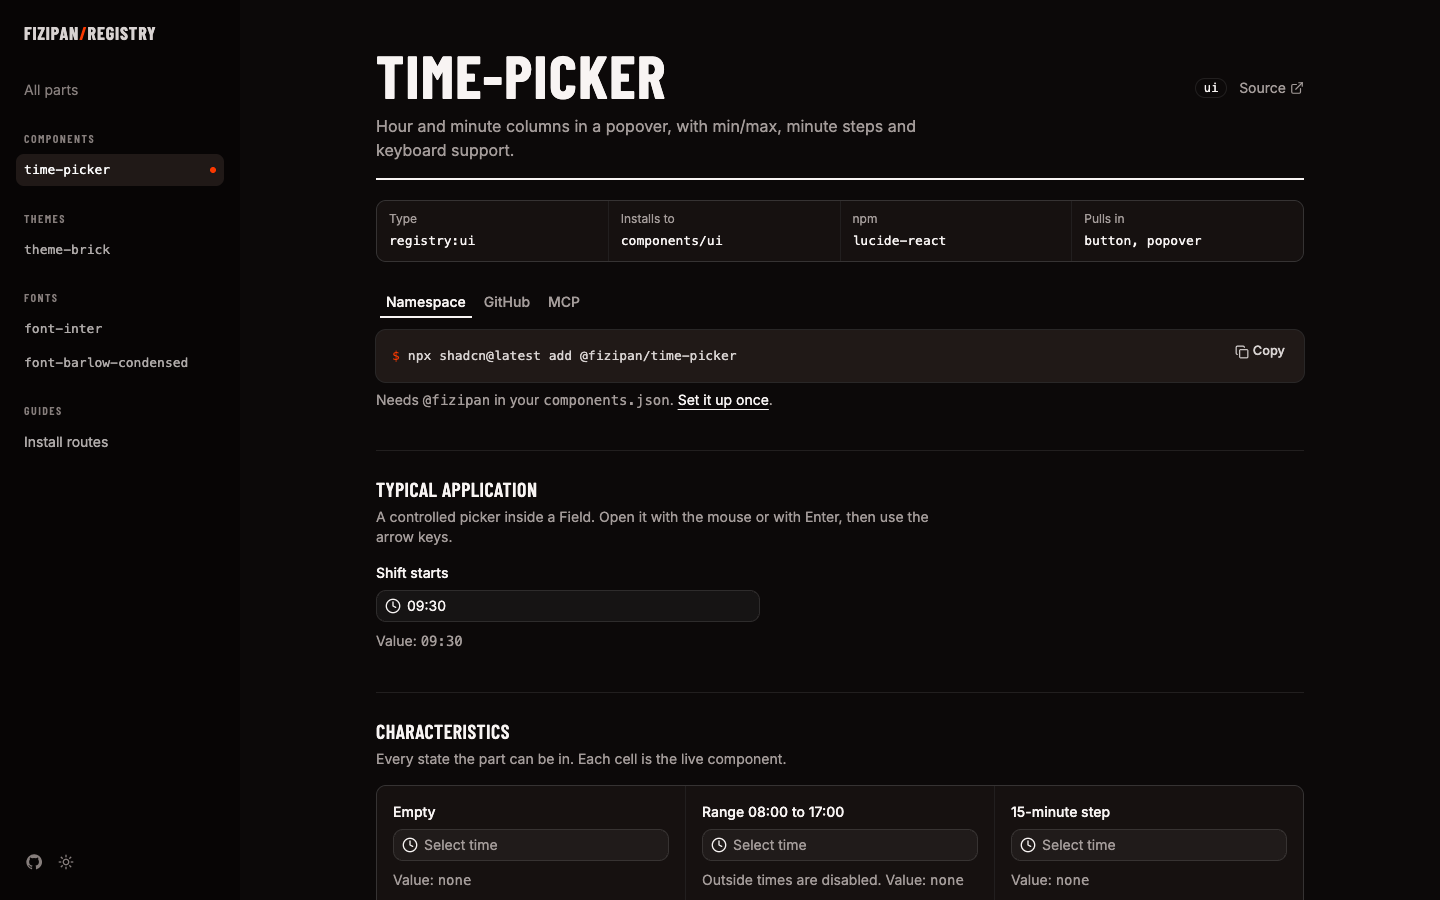 FIZIPAN/REGISTRY
All parts
COMPONENTS
time-picker
THEMES
theme-brick
FONTS
font-inter
font-barlow-condensed
GUIDES
Install routes
TIME-PICKER
ui
Source
Hour and minute columns in a popover, with min/max, minute steps and
keyboard support.
Type
registry:ui
Installs to
components/ui
npm
lucide-react
Pulls in
button, popover
Namespace
GitHub
MCP
$ npx shadcn@latest add @fizipan/time-picker
Copy
Needs @fizipan in your components.json. Set it up once.
TYPICAL APPLICATION
A controlled picker inside a Field. Open it with the mouse or with Enter, then use the
arrow keys.
Shift starts
09:30
Value: 09:30
CHARACTERISTICS
Every state the part can be in. Each cell is the live component.
Empty
Select time
Value: none
Range 08:00 to 17:00
Select time
Outside times are disabled. Value: none
15-minute step
Select time
Value: none